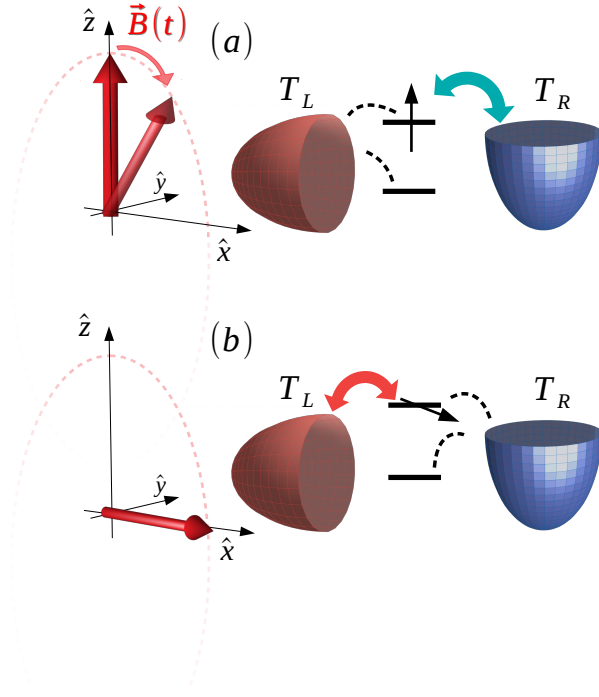 ẑ B⃗(t) (a)
T_L T_R
ŷ
x̂
ẑ (b)
T_L T_R
ŷ
x̂